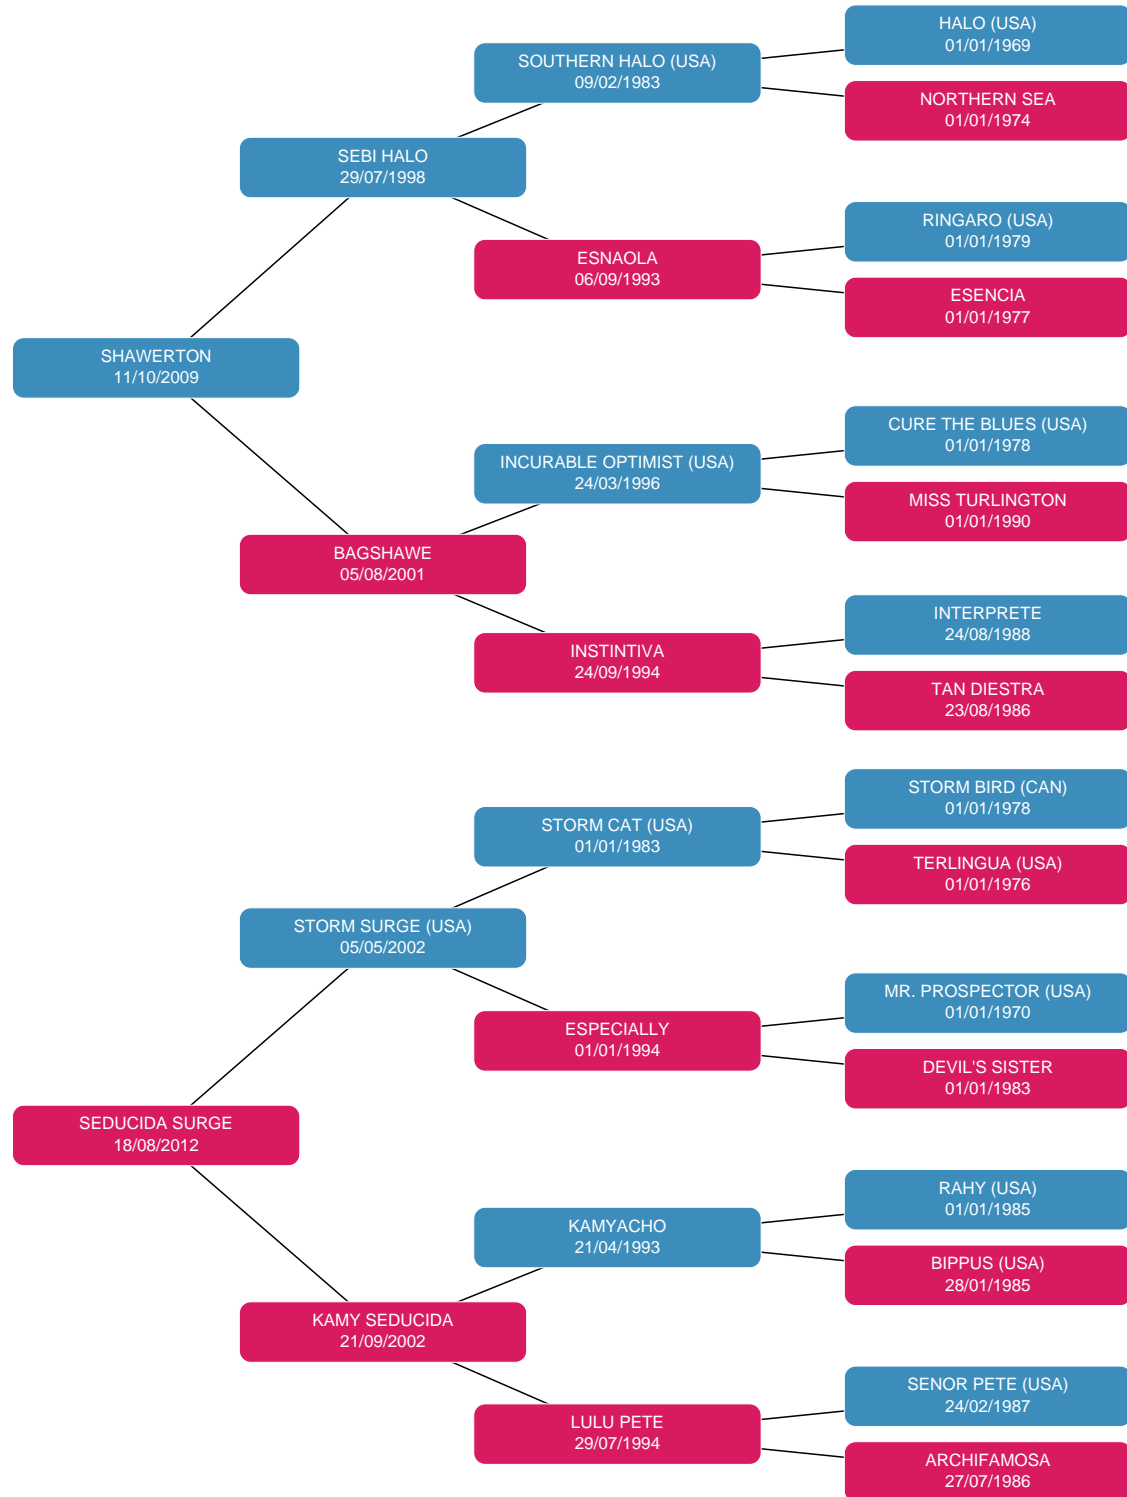 HALO (USA)
01/01/1969
SOUTHERN HALO (USA)
09/02/1983
NORTHERN SEA
01/01/1974
SEBI HALO
29/07/1998
RINGARO (USA)
01/01/1979
ESNAOLA
06/09/1993
ESENCIA
01/01/1977
SHAWERTON
11/10/2009
CURE THE BLUES (USA)
01/01/1978
INCURABLE OPTIMIST (USA)
24/03/1996
MISS TURLINGTON
01/01/1990
BAGSHAWE
05/08/2001
INTERPRETE
24/08/1988
INSTINTIVA
24/09/1994
TAN DIESTRA
23/08/1986
STORM BIRD (CAN)
01/01/1978
STORM CAT (USA)
01/01/1983
TERLINGUA (USA)
01/01/1976
STORM SURGE (USA)
05/05/2002
MR. PROSPECTOR (USA)
01/01/1970
ESPECIALLY
01/01/1994
DEVIL'S SISTER
01/01/1983
SEDUCIDA SURGE
18/08/2012
RAHY (USA)
01/01/1985
KAMYACHO
21/04/1993
BIPPUS (USA)
28/01/1985
KAMY SEDUCIDA
21/09/2002
SENOR PETE (USA)
24/02/1987
LULU PETE
29/07/1994
ARCHIFAMOSA
27/07/1986